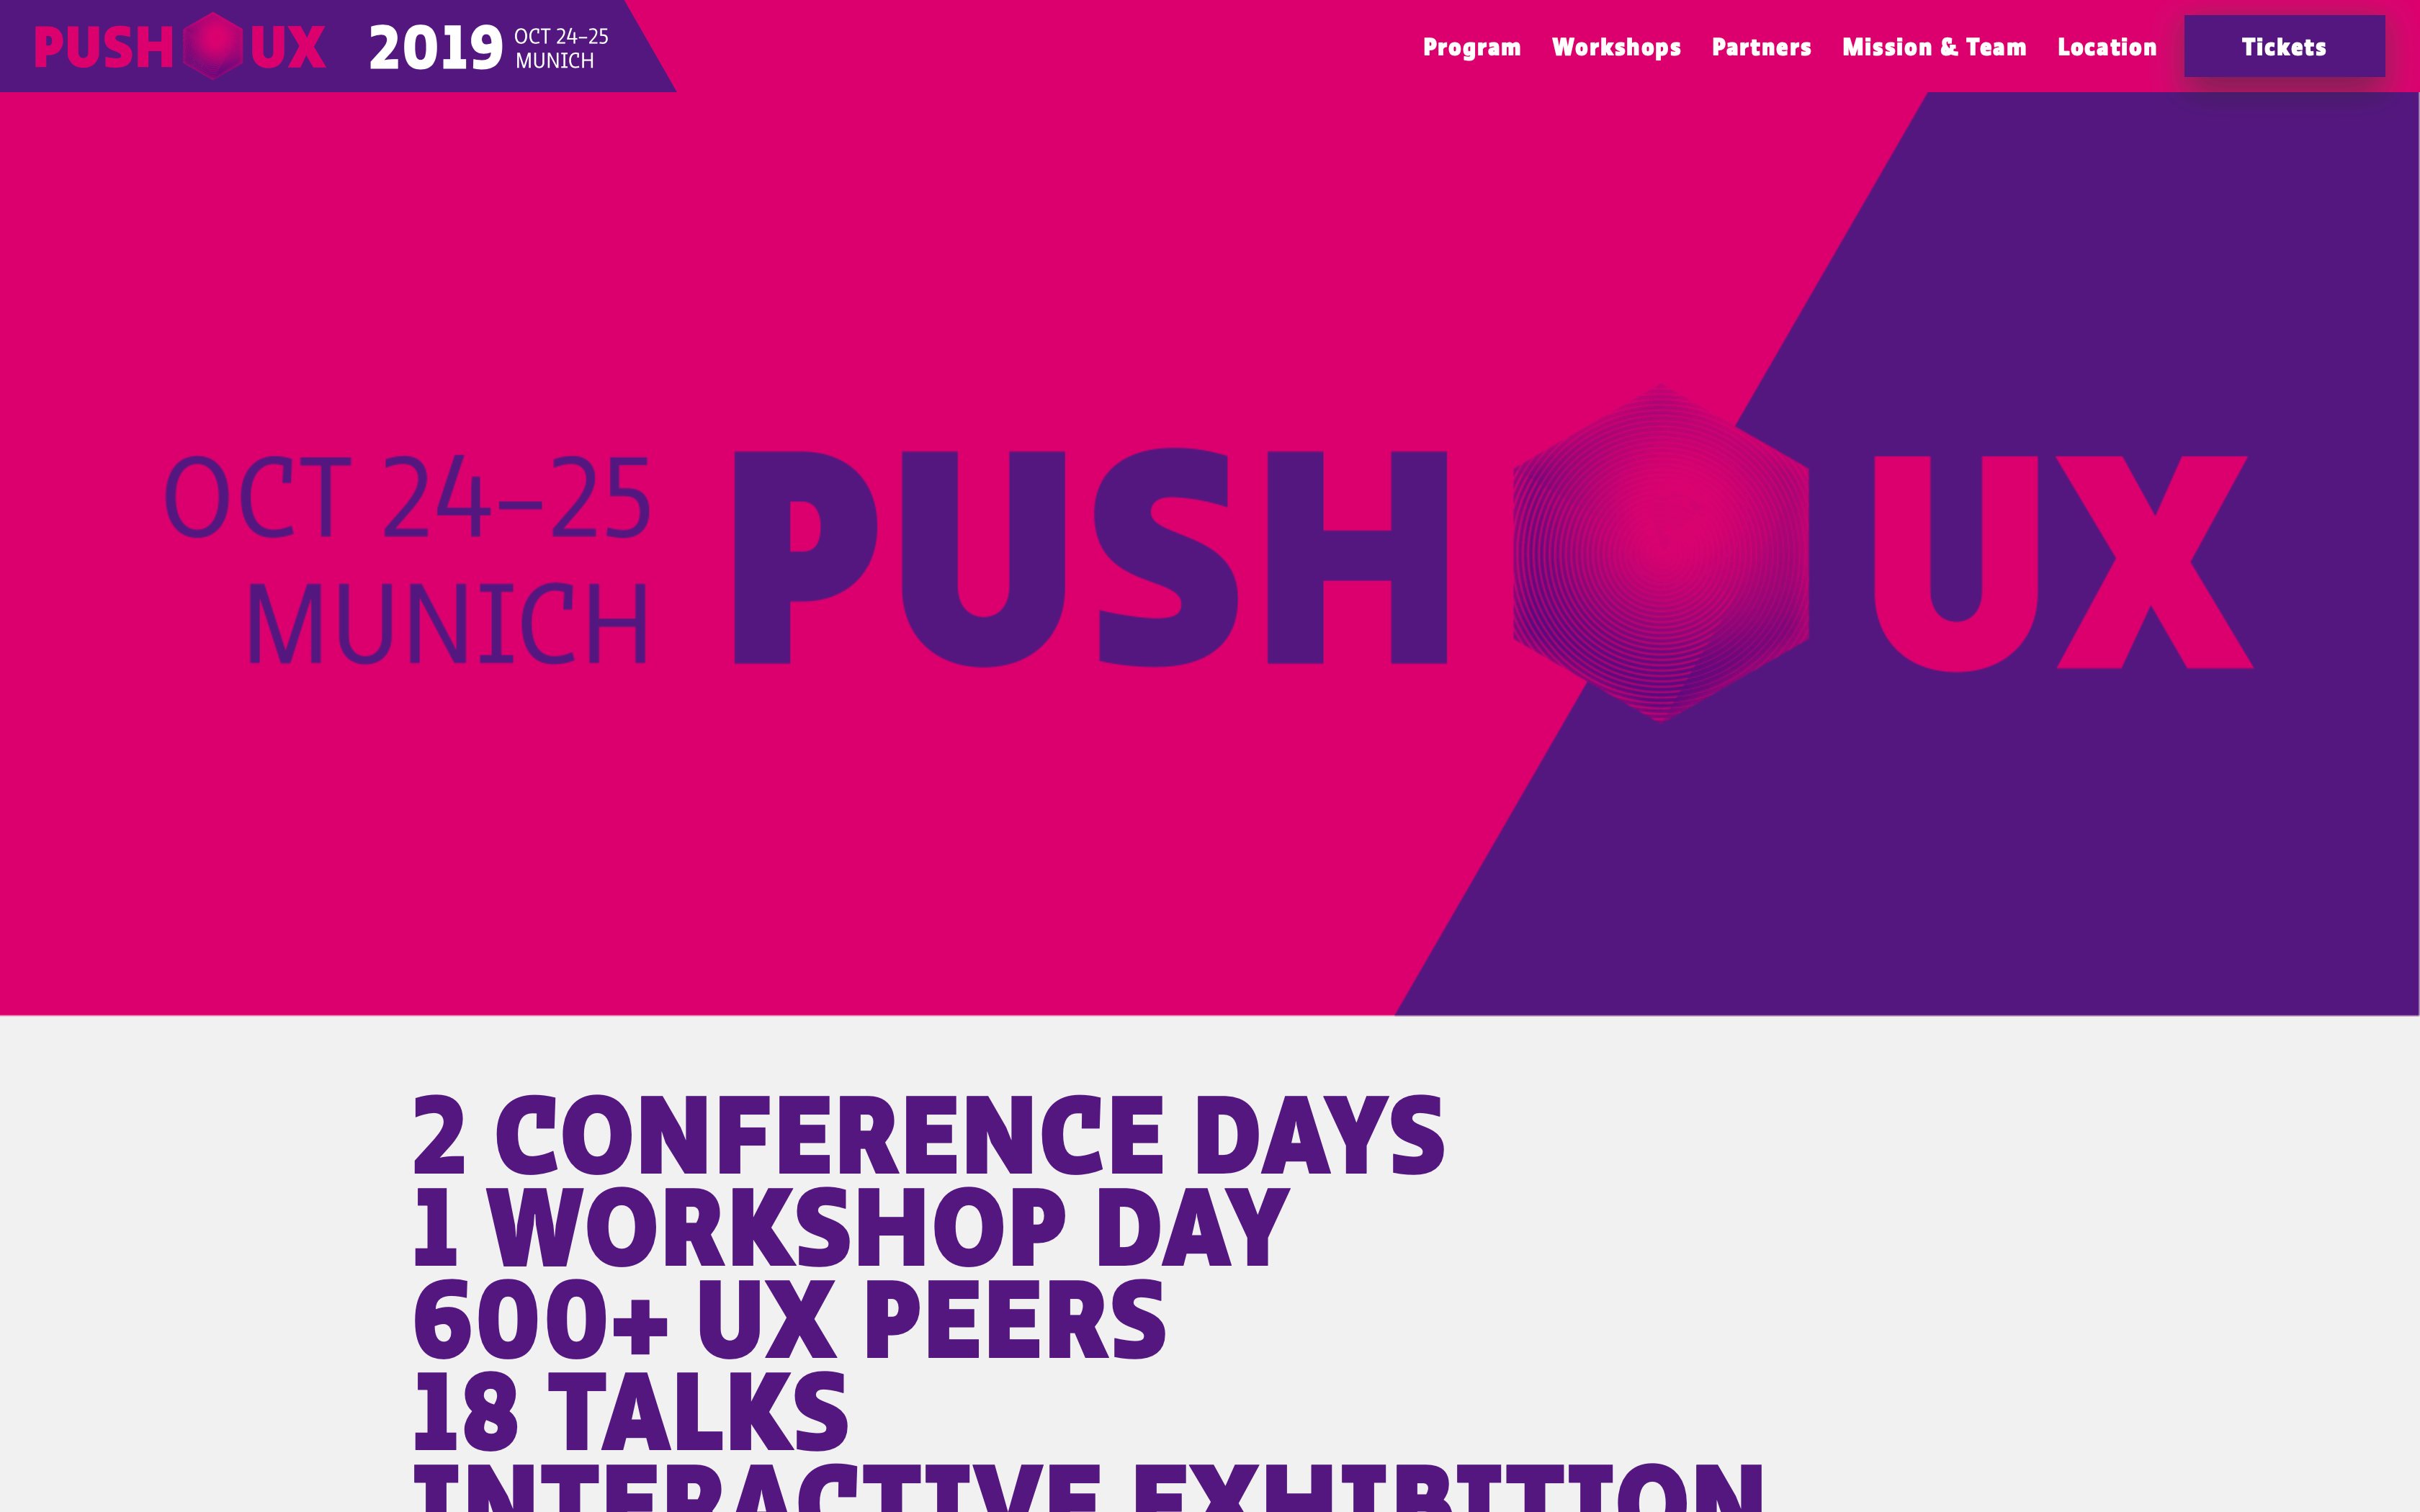 PUSH UX 2019 OCT 24–25
MUNICH
Program Workshops Partners Mission & Team Location Tickets
OCT 24–25
MUNICH
PUSH UX
2 CONFERENCE DAYS
1 WORKSHOP DAY
600+ UX PEERS
18 TALKS
INTERACTIVE EXHIBITION